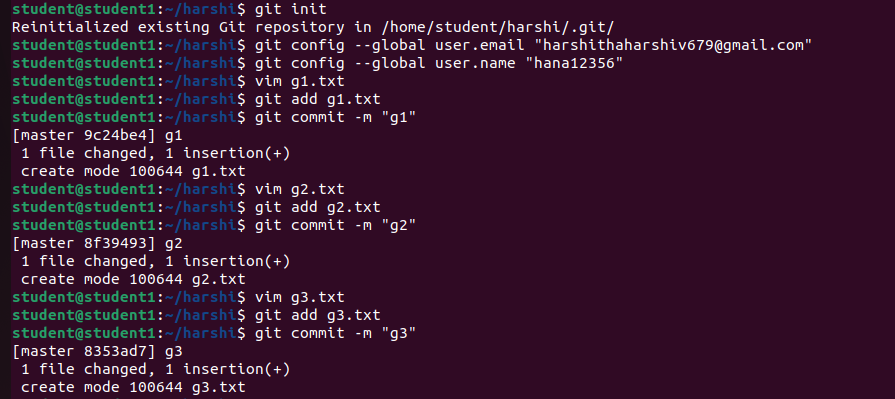 student@student1:~/harshi$ git init
Reinitialized existing Git repository in /home/student/harshi/.git/
student@student1:~/harshi$ git config --global user.email "harshithaharshiv679@gmail.com"
student@student1:~/harshi$ git config --global user.name "hana12356"
student@student1:~/harshi$ vim g1.txt
student@student1:~/harshi$ git add g1.txt
student@student1:~/harshi$ git commit -m "g1"
[master 9c24be4] g1
 1 file changed, 1 insertion(+)
 create mode 100644 g1.txt
student@student1:~/harshi$ vim g2.txt
student@student1:~/harshi$ git add g2.txt
student@student1:~/harshi$ git commit -m "g2"
[master 8f39493] g2
 1 file changed, 1 insertion(+)
 create mode 100644 g2.txt
student@student1:~/harshi$ vim g3.txt
student@student1:~/harshi$ git add g3.txt
student@student1:~/harshi$ git commit -m "g3"
[master 8353ad7] g3
 1 file changed, 1 insertion(+)
 create mode 100644 g3.txt